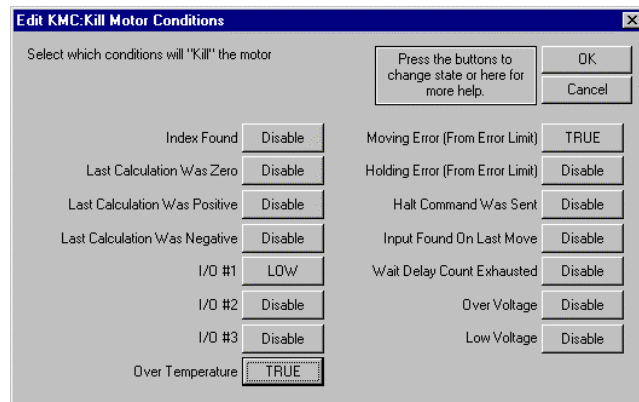 Edit KMC:Kill Motor Conditions
Select which conditions will "Kill" the motor
Press the buttons to
change state or here for
more help.
OK
Cancel
Index Found Disable
Last Calculation Was Zero Disable
Last Calculation Was Positive Disable
Last Calculation Was Negative Disable
I/O #1 LOW
I/O #2 Disable
I/O #3 Disable
Over Temperature TRUE
Moving Error (From Error Limit) TRUE
Holding Error (From Error Limit) Disable
Halt Command Was Sent Disable
Input Found On Last Move Disable
Wait Delay Count Exhausted Disable
Over Voltage Disable
Low Voltage Disable